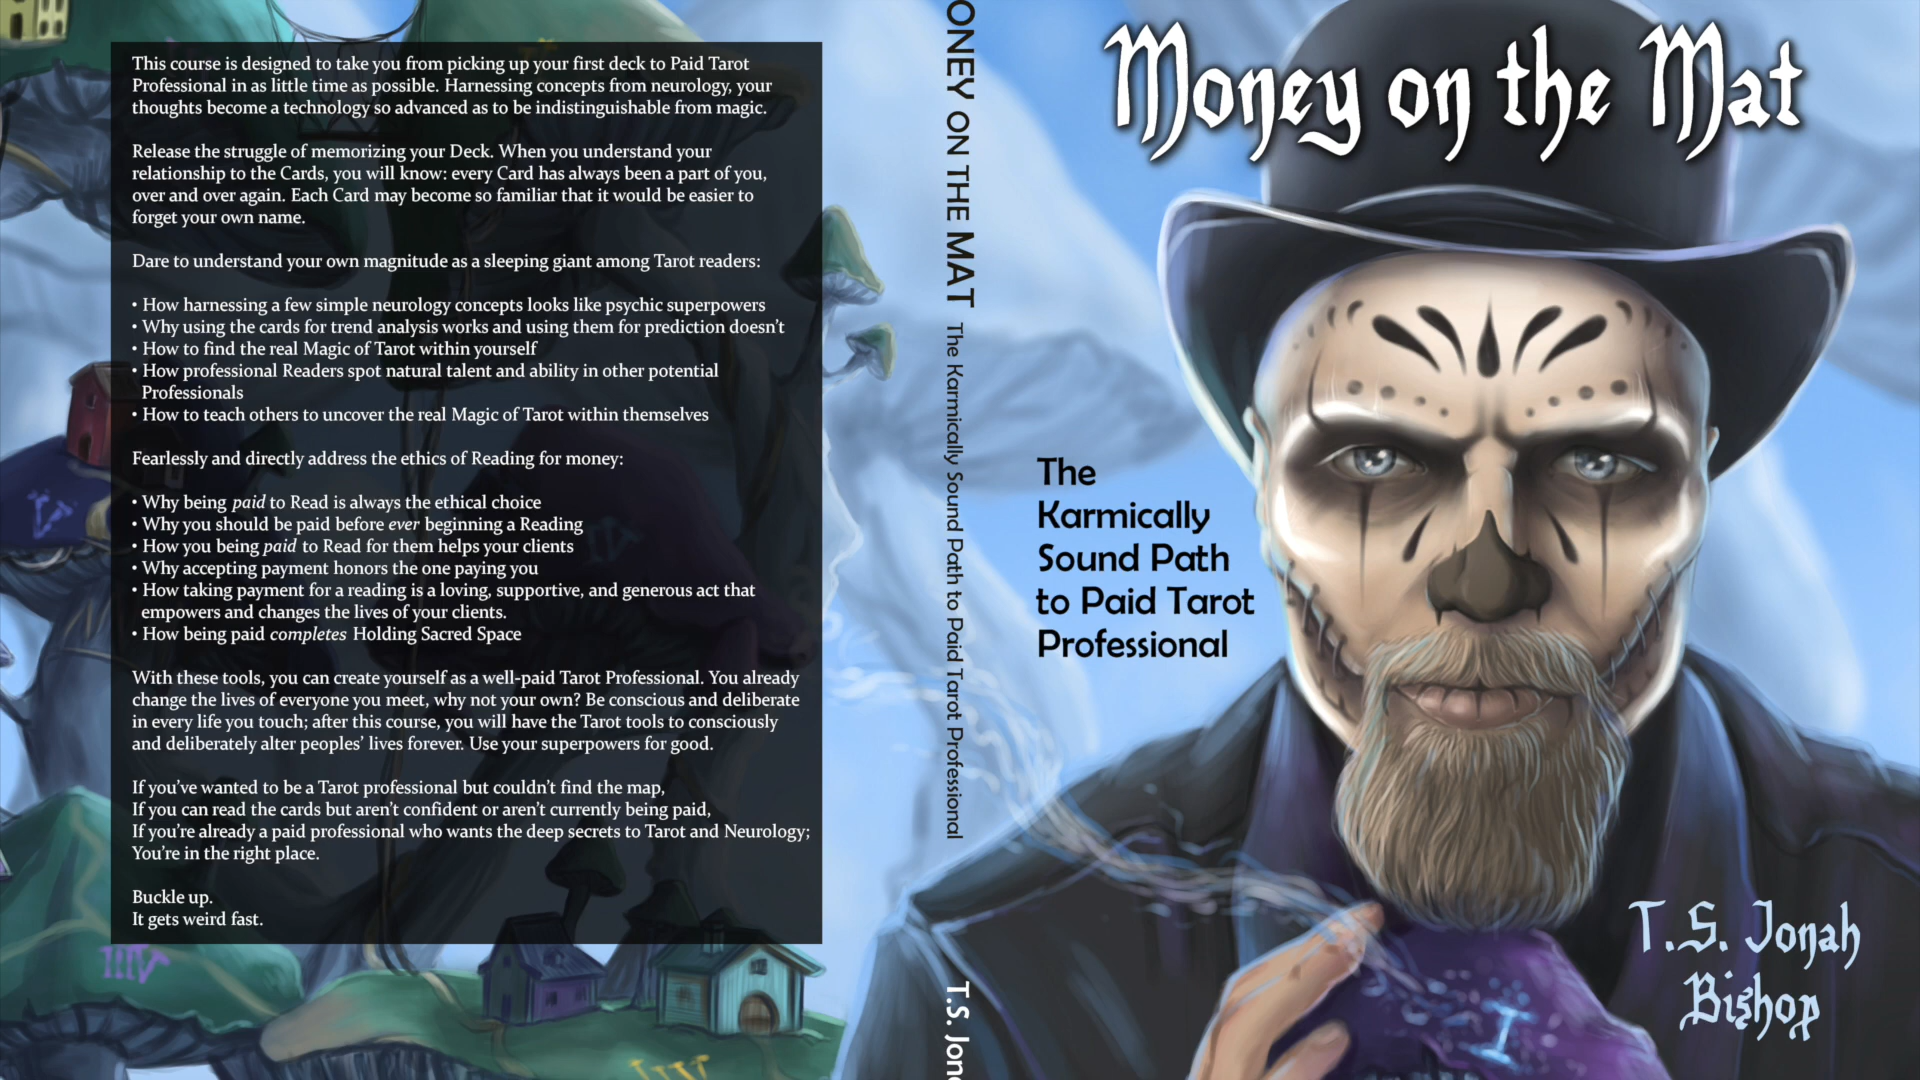 This course is designed to take you from picking up your first deck to Paid Tarot
Professional in as little time as possible. Harnessing concepts from neurology, your
thoughts become a technology so advanced as to be indistinguishable from magic.
Release the struggle of memorizing your Deck. When you understand your
relationship to the Cards, you will know: every Card has always been a part of you,
over and over again. Each Card may become so familiar that it would be easier to
forget your own name.
Dare to understand your own magnitude as a sleeping giant among Tarot readers:
• How harnessing a few simple neurology concepts looks like psychic superpowers
• Why using the cards for trend analysis works and using them for prediction doesn't
• How to find the real Magic of Tarot within yourself
• How professional Readers spot natural talent and ability in other potential
Professionals
• How to teach others to uncover the real Magic of Tarot within themselves
Fearlessly and directly address the ethics of Reading for money:
• Why being paid to Read is always the ethical choice
• Why you should be paid before ever beginning a Reading
• How you being paid to Read for them helps your clients
• Why accepting payment honors the one paying you
• How taking payment for a reading is a loving, supportive, and generous act that
empowers and changes the lives of your clients.
• How being paid completes Holding Sacred Space
With these tools, you can create yourself as a well-paid Tarot Professional. You already
change the lives of everyone you meet, why not your own? Be conscious and deliberate
in every life you touch; after this course, you will have the Tarot tools to consciously
and deliberately alter peoples' lives forever. Use your superpowers for good.
If you've wanted to be a Tarot professional but couldn't find the map,
If you can read the cards but aren't confident or aren't currently being paid,
If you're already a paid professional who wants the deep secrets to Tarot and Neurology;
You're in the right place.
Buckle up.
It gets weird fast.
ONEY ON THE MAT The Karmically Sound Path to Paid Tarot Professional T.S. Jon
Money on the Mat
The
Karmically
Sound Path
to Paid Tarot
Professional
T.S. Jonah
Bishop